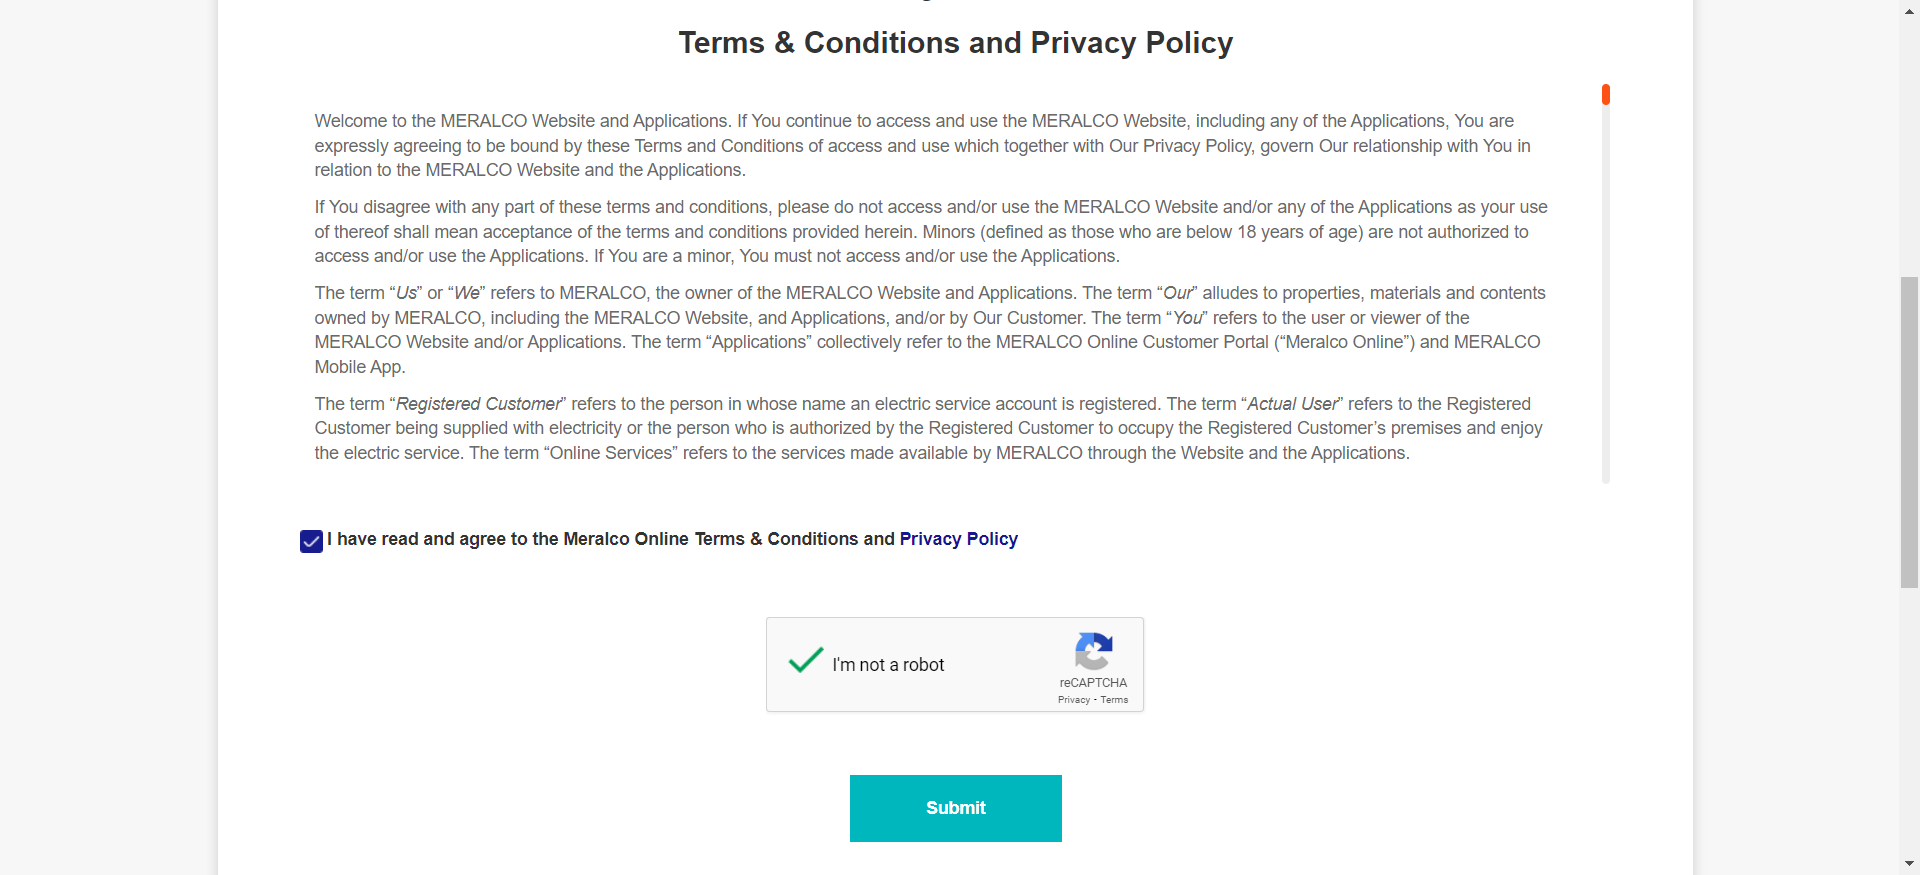 Terms & Conditions and Privacy Policy
Welcome to the MERALCO Website and Applications. If You continue to access and use the MERALCO Website, including any of the Applications, You are
expressly agreeing to be bound by these Terms and Conditions of access and use which together with Our Privacy Policy, govern Our relationship with You in
relation to the MERALCO Website and the Applications.
If You disagree with any part of these terms and conditions, please do not access and/or use the MERALCO Website and/or any of the Applications as your use
of thereof shall mean acceptance of the terms and conditions provided herein. Minors (defined as those who are below 18 years of age) are not authorized to
access and/or use the Applications. If You are a minor, You must not access and/or use the Applications.
The term “Us” or “We” refers to MERALCO, the owner of the MERALCO Website and Applications. The term “Our” alludes to properties, materials and contents
owned by MERALCO, including the MERALCO Website, and Applications, and/or by Our Customer. The term “You” refers to the user or viewer of the
MERALCO Website and/or Applications. The term “Applications” collectively refer to the MERALCO Online Customer Portal (“Meralco Online”) and MERALCO
Mobile App.
The term “Registered Customer” refers to the person in whose name an electric service account is registered. The term “Actual User” refers to the Registered
Customer being supplied with electricity or the person who is authorized by the Registered Customer to occupy the Registered Customer’s premises and enjoy
the electric service. The term “Online Services” refers to the services made available by MERALCO through the Website and the Applications.
I have read and agree to the Meralco Online Terms & Conditions and Privacy Policy
I'm not a robot
reCAPTCHA
Privacy - Terms
Submit